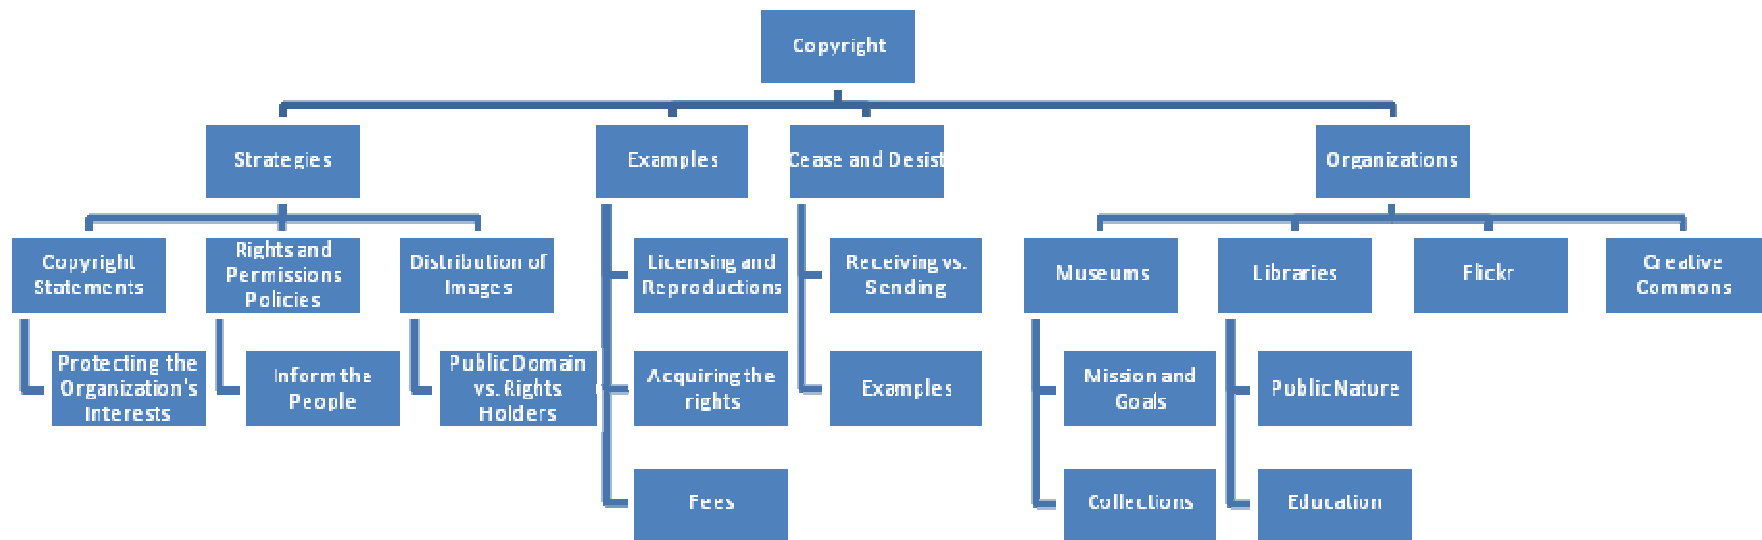 Copyright
Strategies
Examples
Cease and Desist
Organizations
Copyright
Statements
Rights and
Permissions
Policies
Distribution of
Images
Licensing and
Reproductions
Receiving vs.
Sending
Museums
Libraries
Flickr
Creative
Commons
Protecting the
Organization's
Interests
Inform the
People
Public Domain
vs. Rights
Holders
Acquiring the
rights
Examples
Mission and
Goals
Public Nature
Fees
Collections
Education